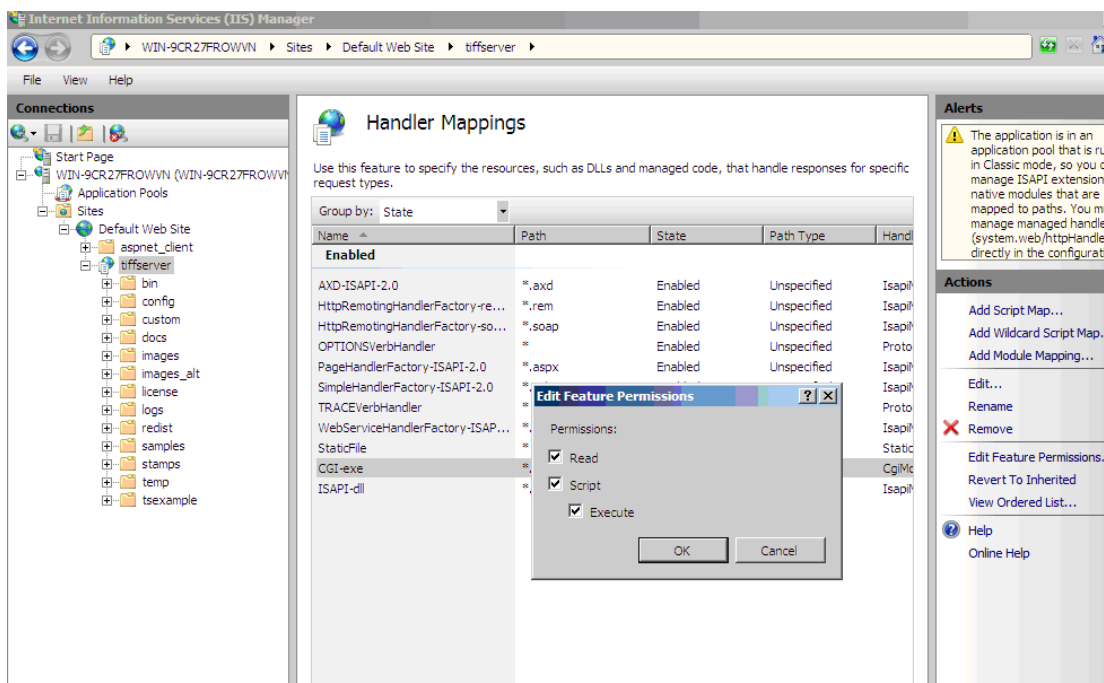 Internet Information Services (IIS) Manager
WIN-9CR27FROWVN Sites Default Web Site tiffserver
File View Help
Connections
Start Page
WIN-9CR27FROWVN (WIN-9CR27FROWVN
Application Pools
Sites
Default Web Site
aspnet_client
tiffserver
bin
config
custom
docs
images
images_alt
license
logs
redist
samples
stamps
temp
tsexample
Handler Mappings
Use this feature to specify the resources, such as DLLs and managed code, that handle responses for specific
request types.
Group by: State
Name Path State Path Type Handl
Enabled
AXD-ISAPI-2.0 *.axd Enabled Unspecified
HttpRemotingHandlerFactory-re... *.rem Enabled Unspecified
HttpRemotingHandlerFactory-so... *.soap Enabled Unspecified
OPTIONSVerbHandler * Enabled Unspecified Proto
PageHandlerFactory-ISAPI-2.0 *.aspx Enabled Unspecified
SimpleHandlerFactory-ISAPI-2.0
TRACEVerbHandler * Proto
WebServiceHandlerFactory-ISAP...
StaticFile * Static
CGI-exe
ISAPI-dll
Edit Feature Permissions
Permissions:
Read
Script
Execute
OK Cancel
Alerts
The application is in an
application pool that is ru
in Classic mode, so you c
manage ISAPI extension
native modules that are
mapped to paths. You m
manage managed handle
(system.web/httpHandle
directly in the configurati
Actions
Add Script Map...
Add Wildcard Script Map.
Add Module Mapping...
Edit...
Rename
Remove
Edit Feature Permissions.
Revert To Inherited
View Ordered List...
Help
Online Help